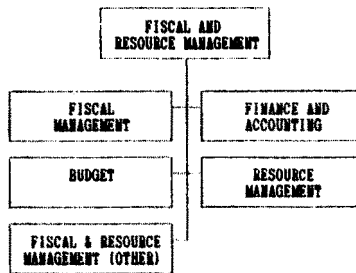 FISCAL AND
RESOURCE MANAGEMENT
FISCAL
MANAGEMENT
FINANCE AND
ACCOUNTING
BUDGET
RESOURCE
MANAGEMENT
FISCAL & RESOURCE
MANAGEMENT (OTHER)